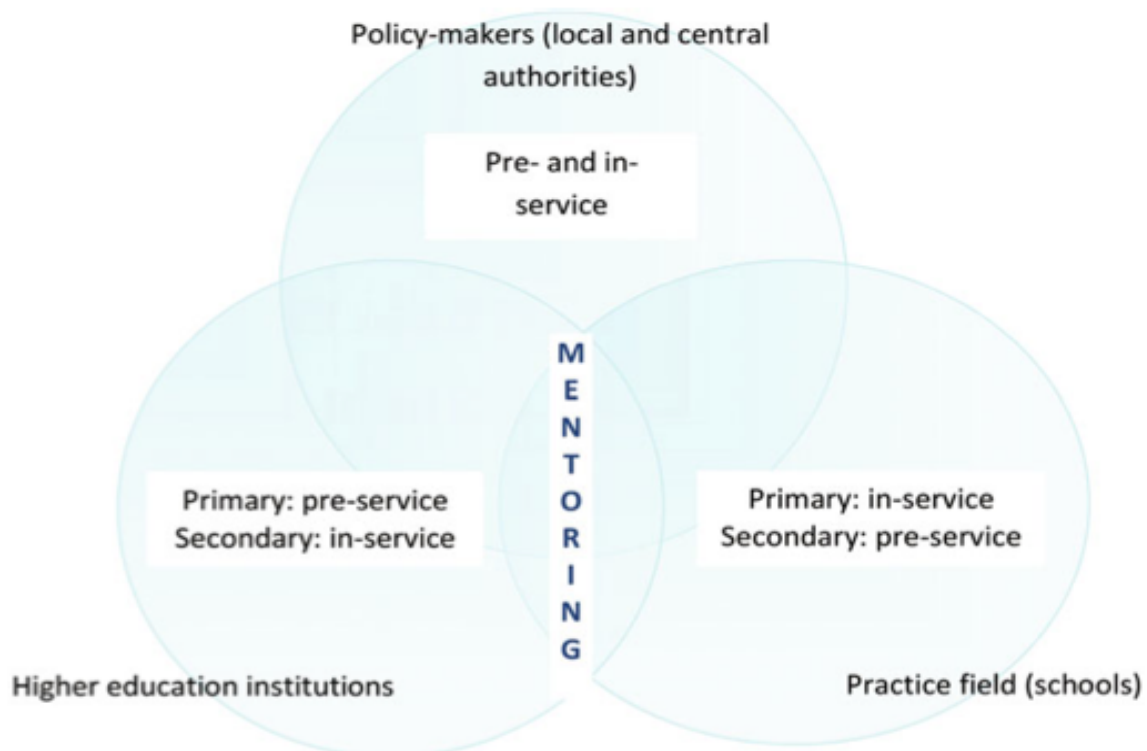 Policy-makers (local and central
authorities)
Pre- and in-
service
MENTORING
Primary: pre-service
Secondary: in-service
Primary: in-service
Secondary: pre-service
Higher education institutions
Practice field (schools)